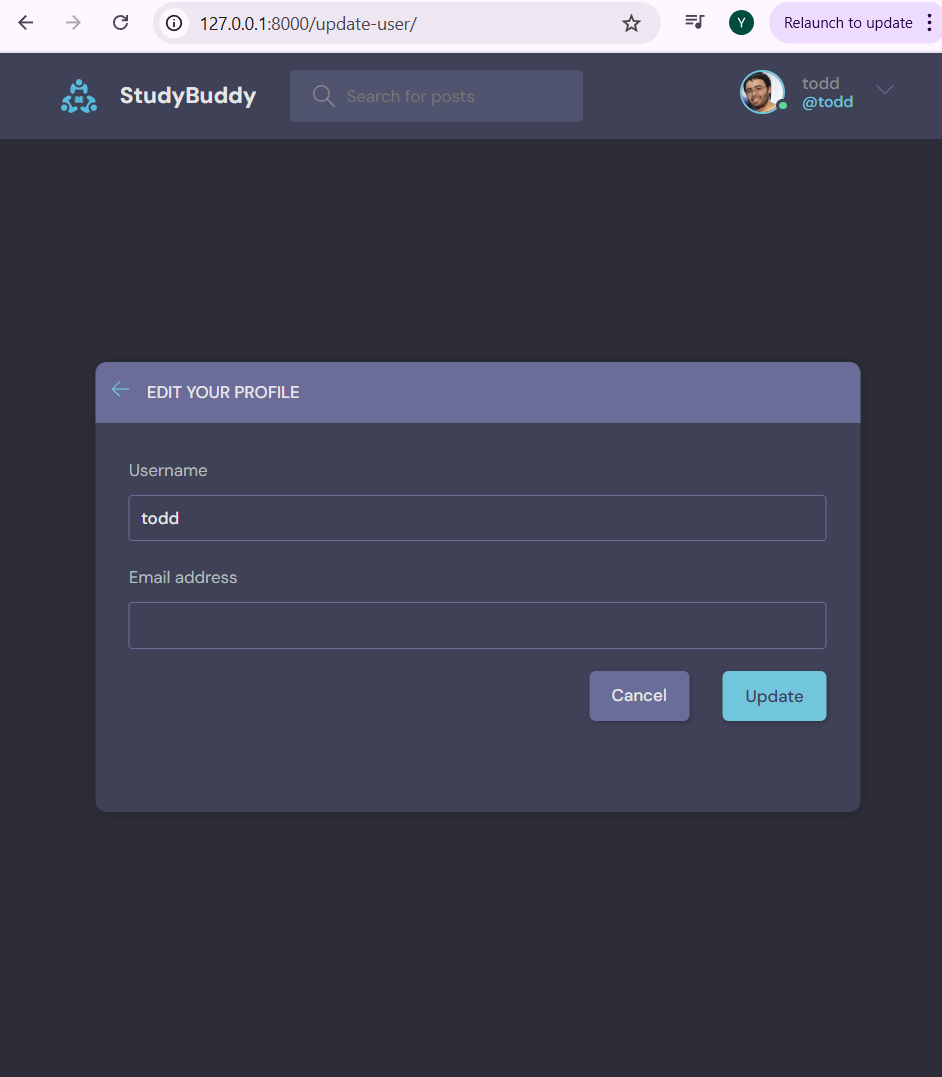 127.0.0.1:8000/update-user/
Y
Relaunch to update
StudyBuddy
Search for posts
todd
@todd
EDIT YOUR PROFILE
Username
todd
Email address
Cancel
Update